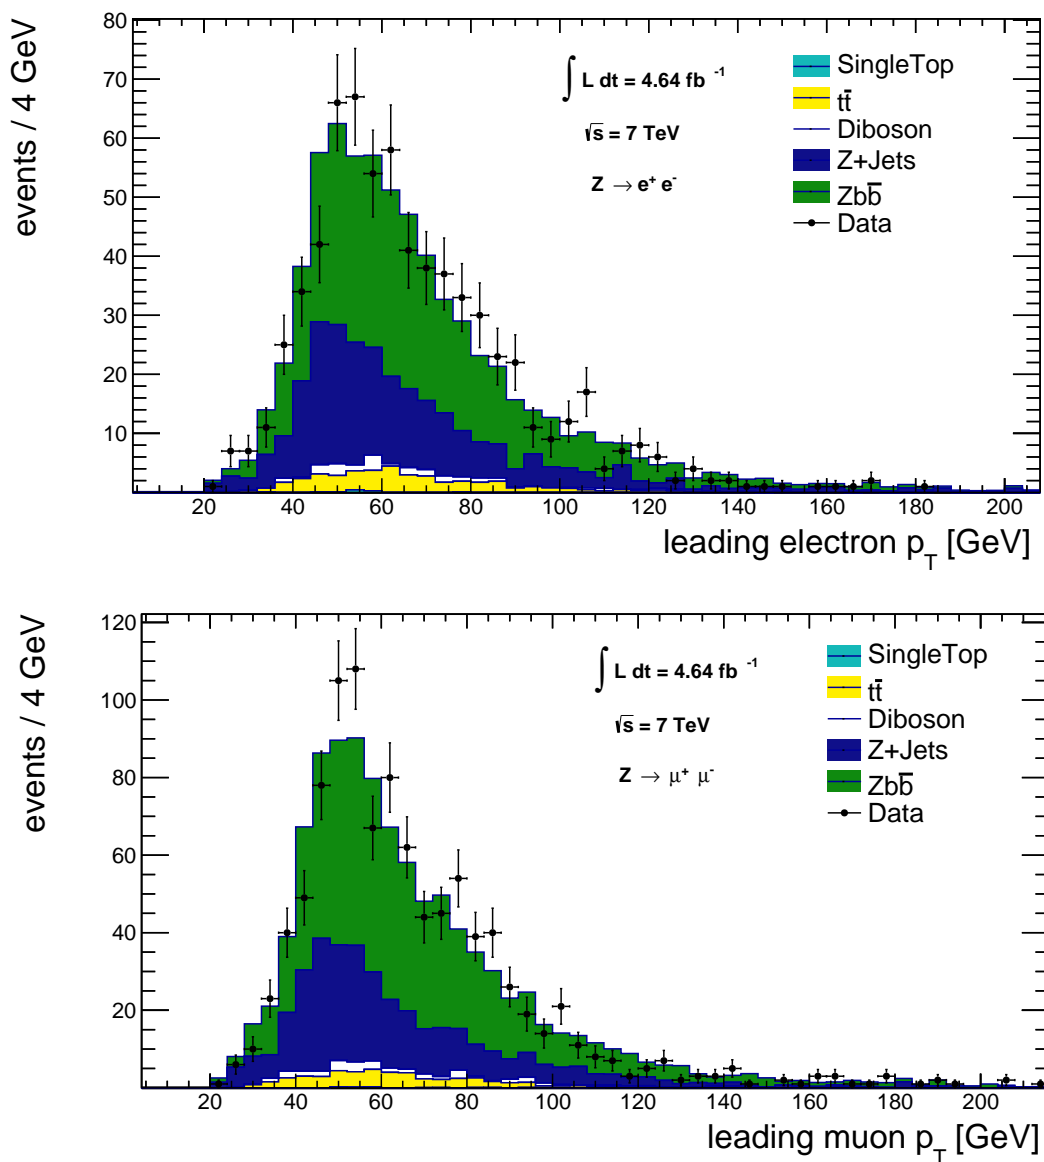 events / 4 GeV
80
70
60
50
40
30
20
10
∫ L dt = 4.64 fb⁻¹
√s = 7 TeV
Z → e⁺ e⁻
SingleTop
tt̄
Diboson
Z+Jets
Zbb̄
Data
20 40 60 80 100 120 140 160 180 200
leading electron p_T [GeV]
events / 4 GeV
120
100
80
60
40
20
∫ L dt = 4.64 fb⁻¹
√s = 7 TeV
Z → μ⁺ μ⁻
SingleTop
tt̄
Diboson
Z+Jets
Zbb̄
Data
20 40 60 80 100 120 140 160 180 200
leading muon p_T [GeV]